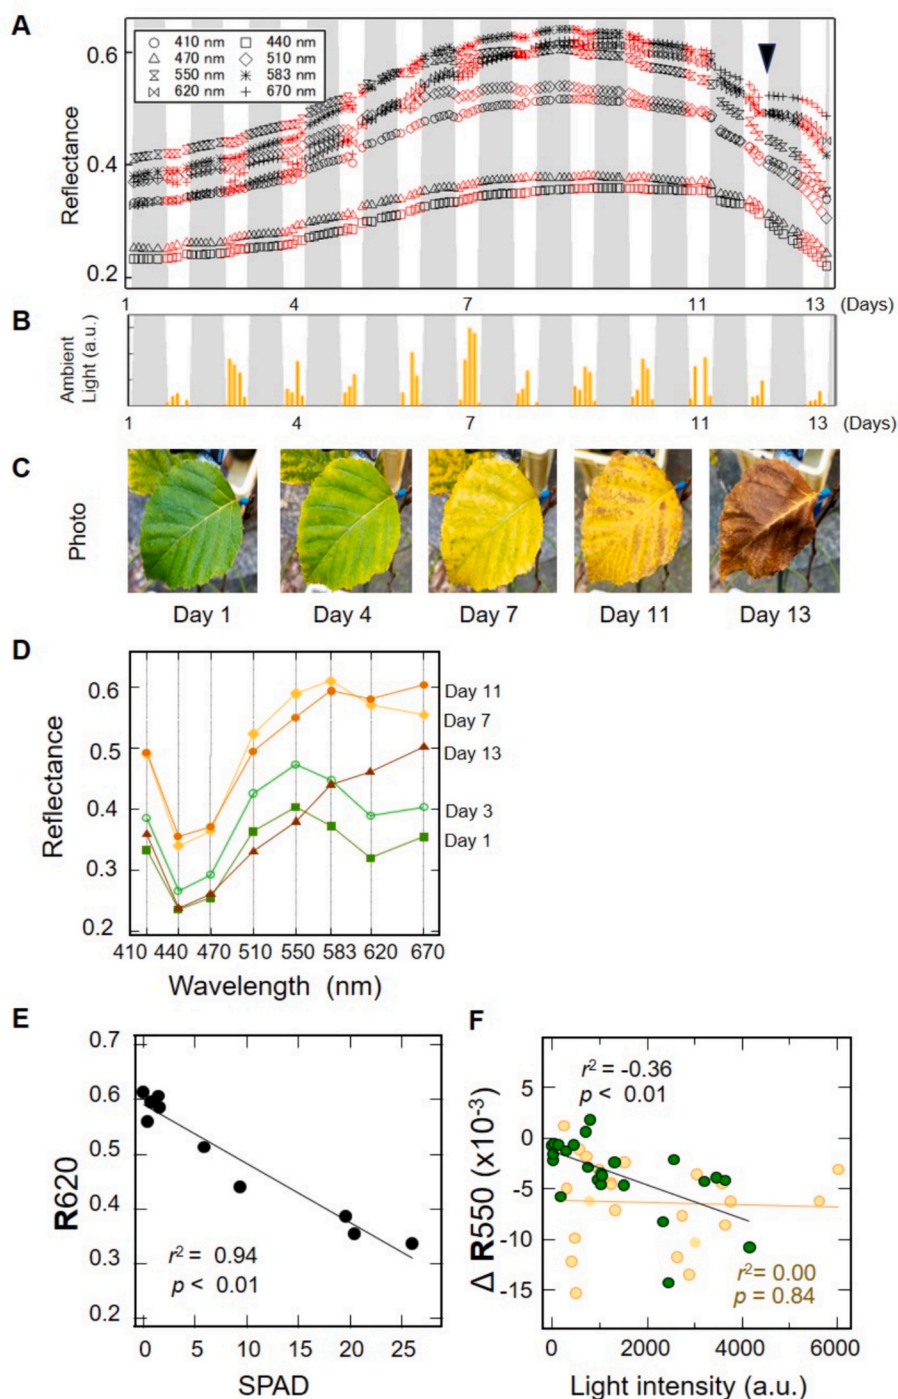 A
Reflectance
0.6
0.4
0.2
410 nm 440 nm
470 nm 510 nm
550 nm 583 nm
620 nm 670 nm
1 4 7 11 13 (Days)
B
Ambient
Light (a.u.)
1 4 7 11 13 (Days)
C
Photo
Day 1 Day 4 Day 7 Day 11 Day 13
D
Reflectance
0.6
0.5
0.4
0.3
0.2
Day 11
Day 7
Day 13
Day 3
Day 1
410 440 470 510 550 583 620 670
Wavelength (nm)
E
R620
0.7
0.6
0.5
0.4
0.3
0.2
r² = 0.94
p < 0.01
0 5 10 15 20 25
SPAD
F
Δ R550 (x10⁻³)
5
0
-5
-10
-15
r² = -0.36
p < 0.01
r² = 0.00
p = 0.84
0 2000 4000 6000
Light intensity (a.u.)